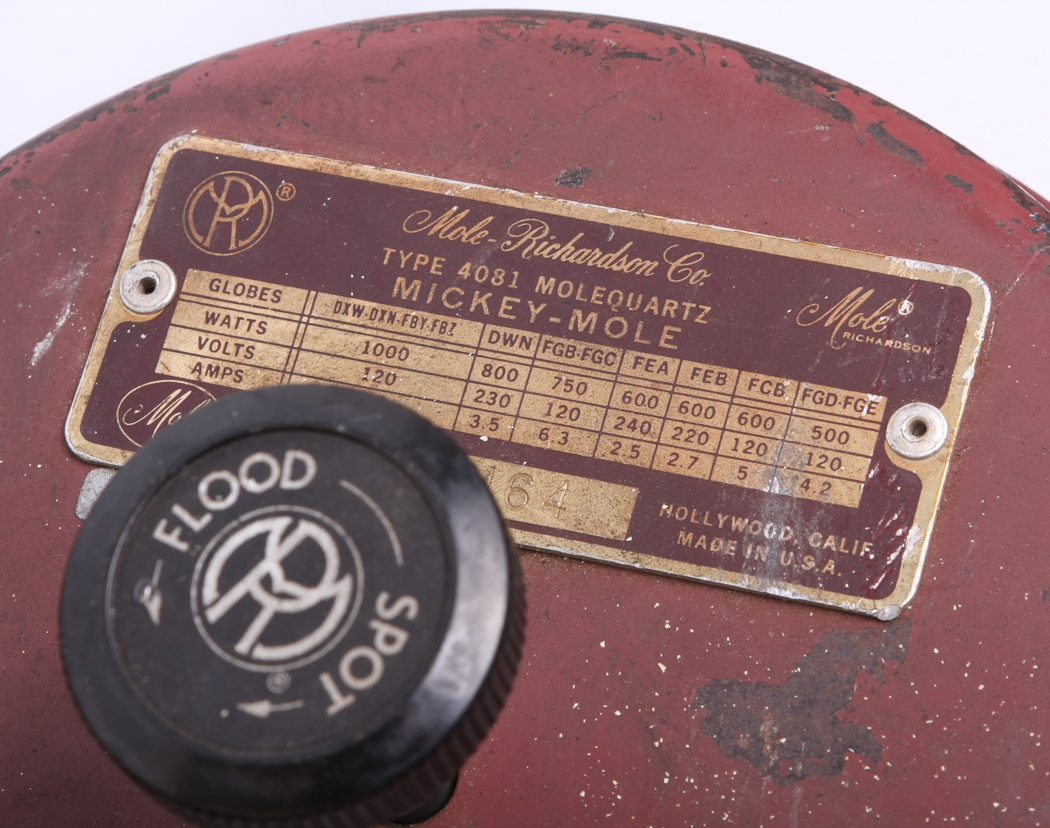 MR ®
Mole-Richardson Co.
TYPE 4081 MOLEQUARTZ
MICKEY-MOLE
Mole ®
RICHARDSON
GLOBES DXW-DXN-FBY-FBZ DWN FGB-FGC FEA FEB FCB FGD-FGE
WATTS 1000 800 750 600 600 600 500
VOLTS 120 230 120 240 220 120 120
AMPS 3.5 6.3 2.5 2.7 5 4.2
164
HOLLYWOOD, CALIF.
MADE IN U.S.A.
FLOOD
MR
®
SPOT